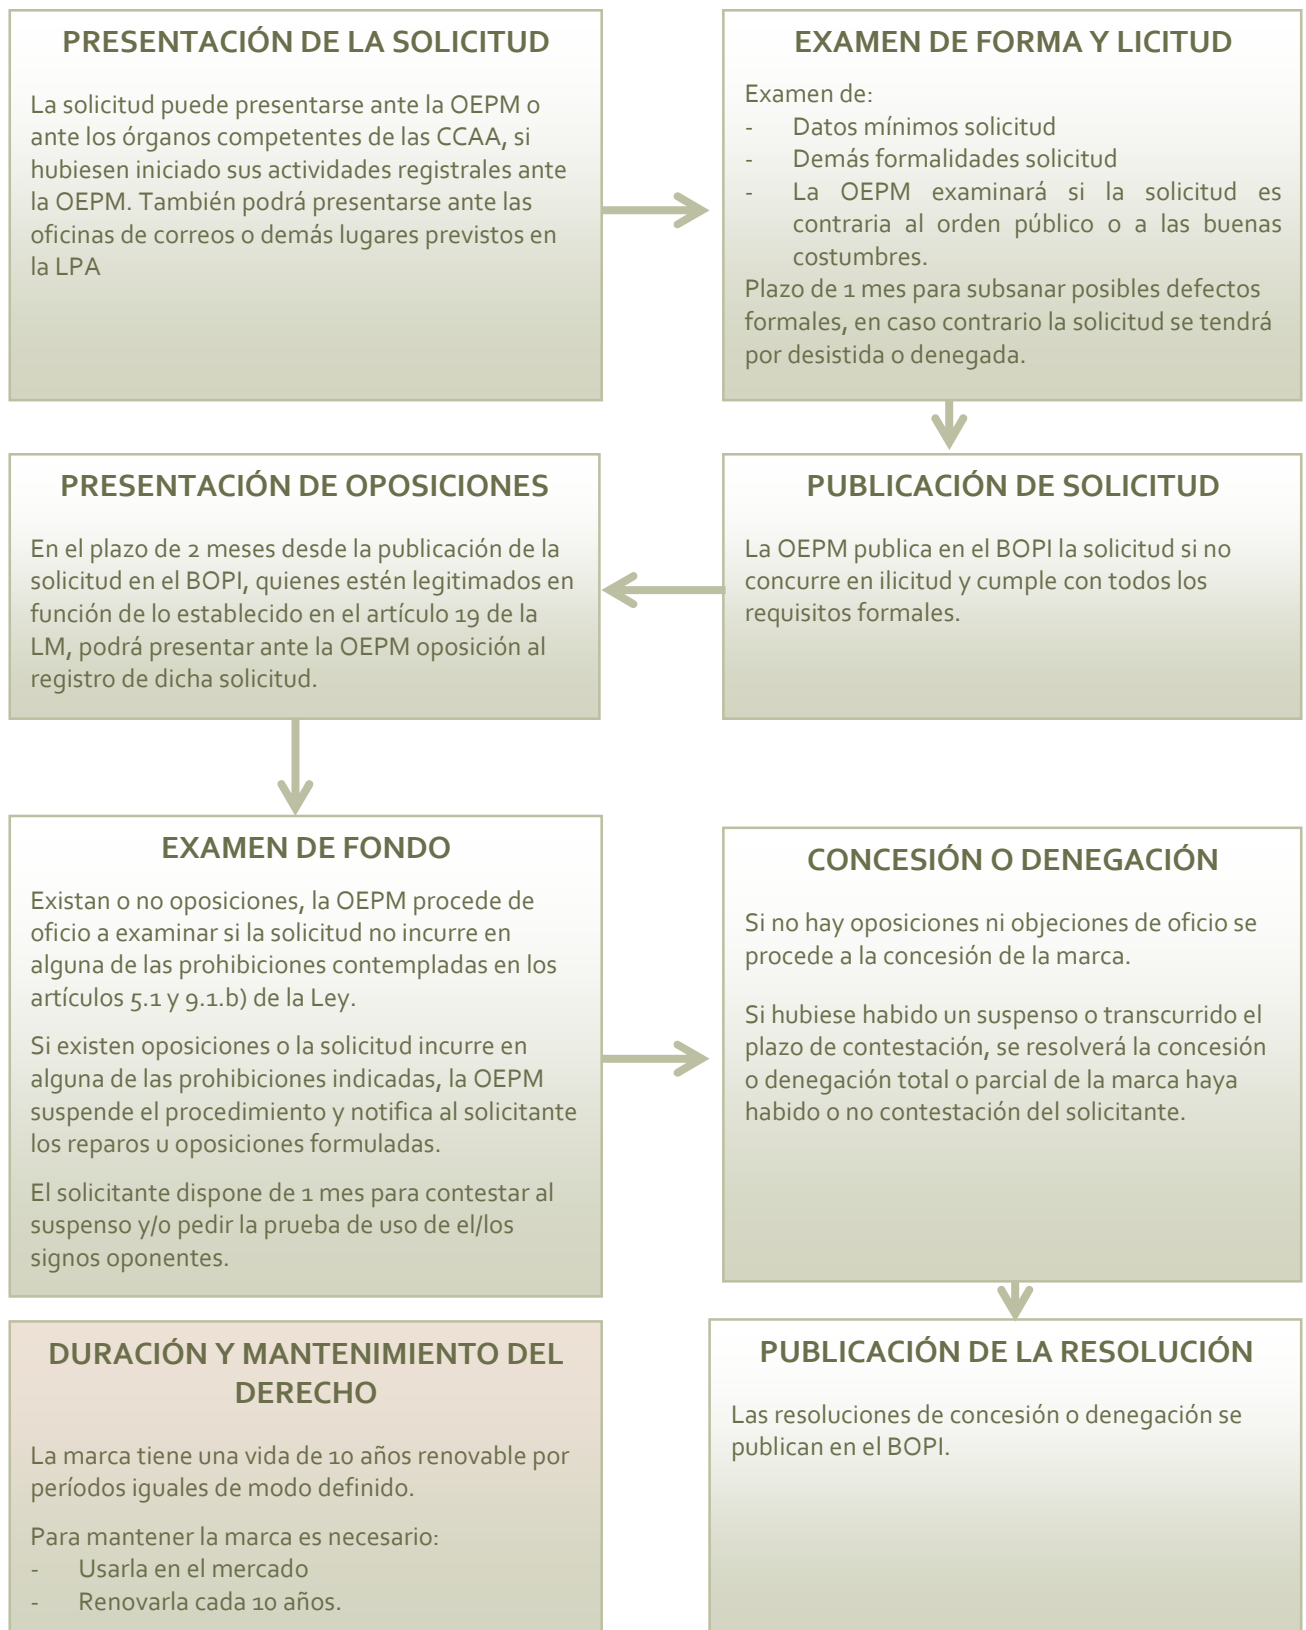 PRESENTACIÓN DE LA SOLICITUD
La solicitud puede presentarse ante la OEPM o
ante los órganos competentes de las CCAA, si
hubiesen iniciado sus actividades registrales ante
la OEPM. También podrá presentarse ante las
oficinas de correos o demás lugares previstos en
la LPA
EXAMEN DE FORMA Y LICITUD
Examen de:
- Datos mínimos solicitud
- Demás formalidades solicitud
- La OEPM examinará si la solicitud es
contraria al orden público o a las buenas
costumbres.
Plazo de 1 mes para subsanar posibles defectos
formales, en caso contrario la solicitud se tendrá
por desistida o denegada.
PUBLICACIÓN DE SOLICITUD
La OEPM publica en el BOPI la solicitud si no
concurre en ilicitud y cumple con todos los
requisitos formales.
PRESENTACIÓN DE OPOSICIONES
En el plazo de 2 meses desde la publicación de la
solicitud en el BOPI, quienes estén legitimados en
función de lo establecido en el artículo 19 de la
LM, podrá presentar ante la OEPM oposición al
registro de dicha solicitud.
EXAMEN DE FONDO
Existan o no oposiciones, la OEPM procede de
oficio a examinar si la solicitud no incurre en
alguna de las prohibiciones contempladas en los
artículos 5.1 y 9.1.b) de la Ley.
Si existen oposiciones o la solicitud incurre en
alguna de las prohibiciones indicadas, la OEPM
suspende el procedimiento y notifica al solicitante
los reparos u oposiciones formuladas.
El solicitante dispone de 1 mes para contestar al
suspenso y/o pedir la prueba de uso de el/los
signos oponentes.
CONCESIÓN O DENEGACIÓN
Si no hay oposiciones ni objeciones de oficio se
procede a la concesión de la marca.
Si hubiese habido un suspenso o transcurrido el
plazo de contestación, se resolverá la concesión
o denegación total o parcial de la marca haya
habido o no contestación del solicitante.
PUBLICACIÓN DE LA RESOLUCIÓN
Las resoluciones de concesión o denegación se
publican en el BOPI.
DURACIÓN Y MANTENIMIENTO DEL
DERECHO
La marca tiene una vida de 10 años renovable por
períodos iguales de modo definido.
Para mantener la marca es necesario:
- Usarla en el mercado
- Renovarla cada 10 años.